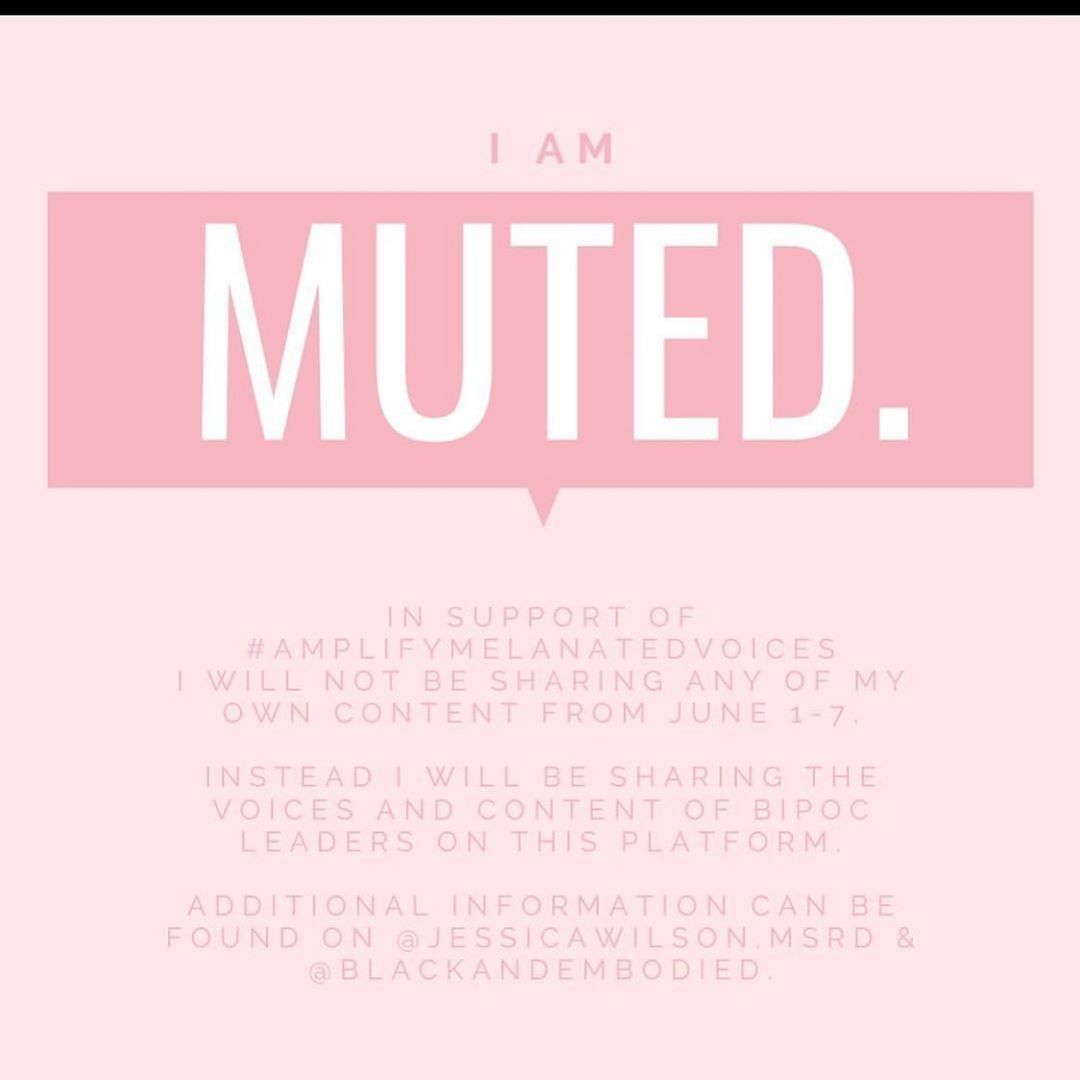 I AM
MUTED.
IN SUPPORT OF
#AMPLIFYMELANATEDVOICES
I WILL NOT BE SHARING ANY OF MY
OWN CONTENT FROM JUNE 1-7.
INSTEAD I WILL BE SHARING THE
VOICES AND CONTENT OF BIPOC
LEADERS ON THIS PLATFORM.
ADDITIONAL INFORMATION CAN BE
FOUND ON @JESSICAWILSON.MSRD &
@BLACKANDEMBODIED.